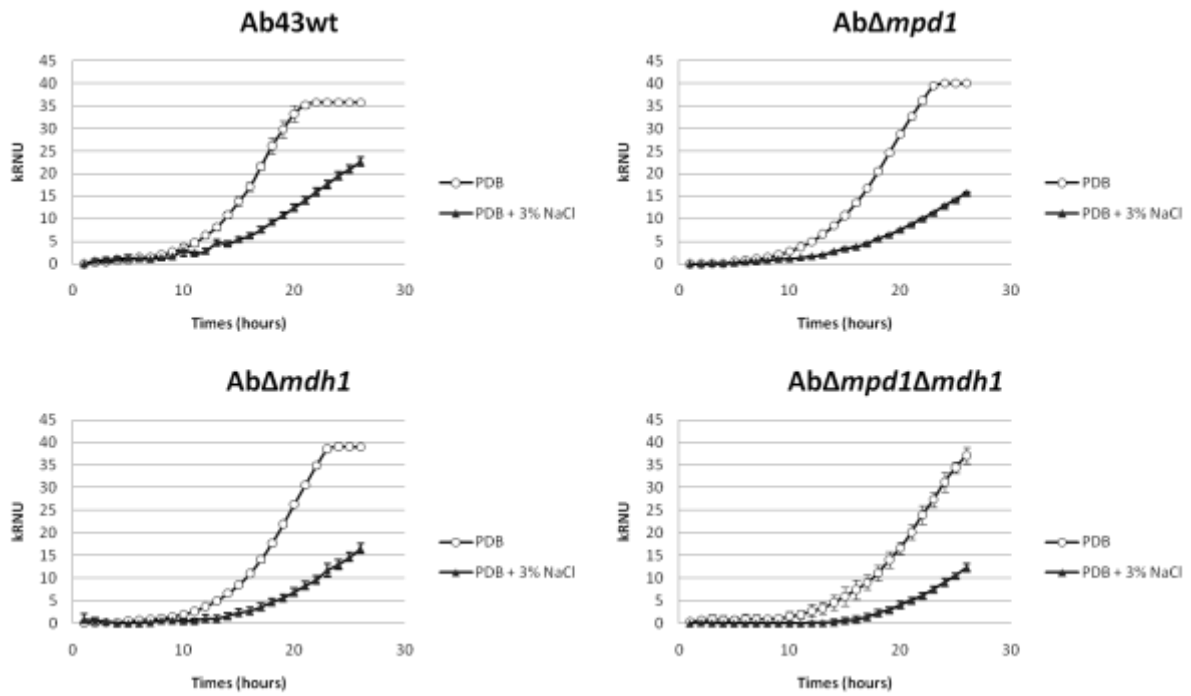 Ab43wt
45
40
35
30
25
20
15
10
5
0
kRNU
0 10 20 30
Times (hours)
PDB
PDB + 3% NaCl
AbΔmpd1
45
40
35
30
25
20
15
10
5
0
kRNU
0 10 20 30
Times (hours)
PDB
PDB + 3% NaCl
AbΔmdh1
45
40
35
30
25
20
15
10
5
0
kRNU
0 10 20 30
Times (hours)
PDB
PDB + 3% NaCl
AbΔmpd1Δmdh1
45
40
35
30
25
20
15
10
5
0
kRNU
0 10 20 30
Times (hours)
PDB
PDB + 3% NaCl